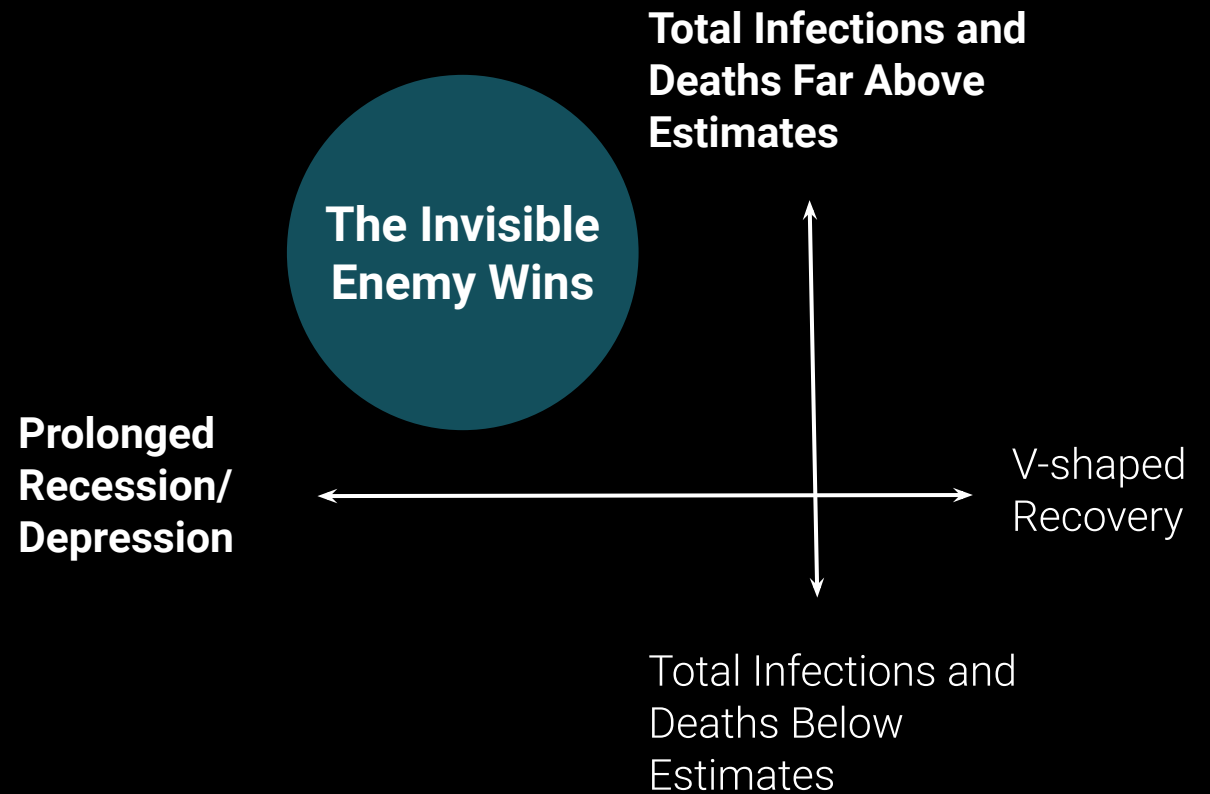 Total Infections and
Deaths Far Above
Estimates
The Invisible
Enemy Wins
Prolonged
Recession/
Depression
V-shaped
Recovery
Total Infections and
Deaths Below
Estimates